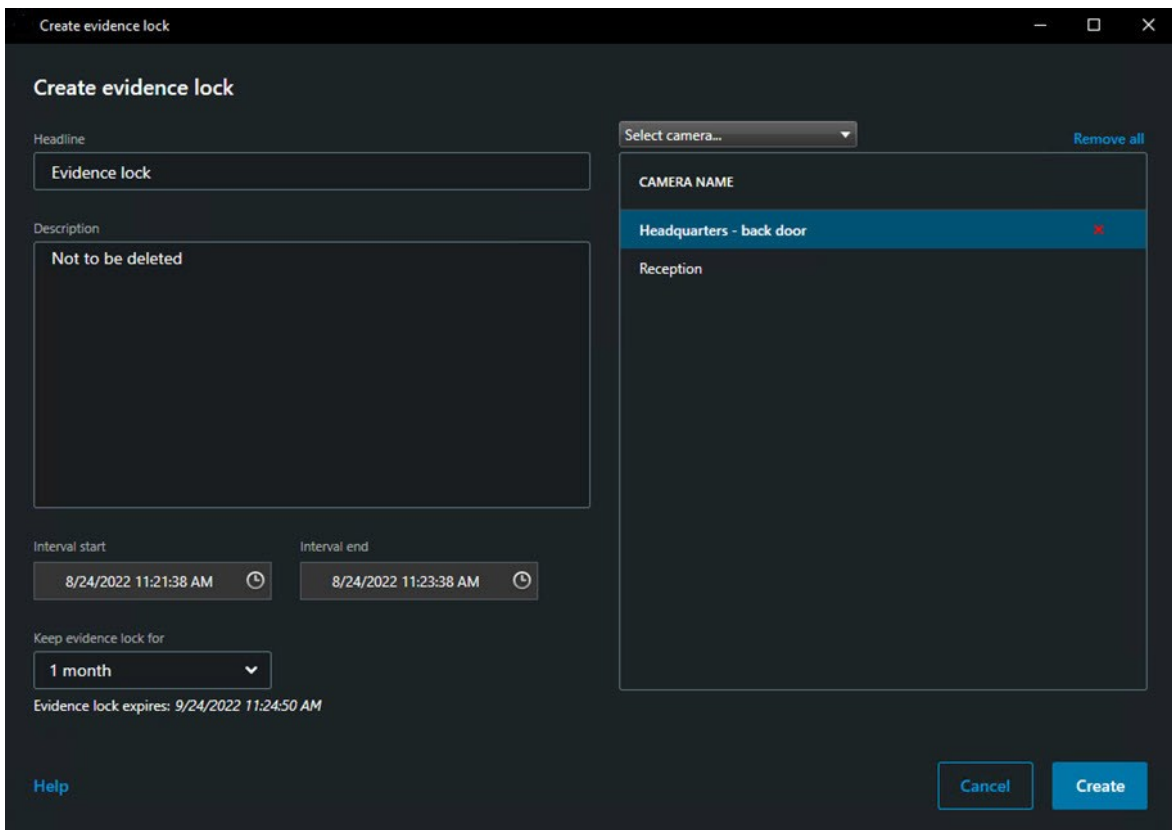 Create evidence lock
Create evidence lock
Headline
Evidence lock
Description
Not to be deleted
Interval start
Interval end
8/24/2022 11:21:38 AM
8/24/2022 11:23:38 AM
Keep evidence lock for
1 month
Evidence lock expires: 9/24/2022 11:24:50 AM
Select camera...
Remove all
CAMERA NAME
Headquarters - back door
Reception
Help
Cancel
Create